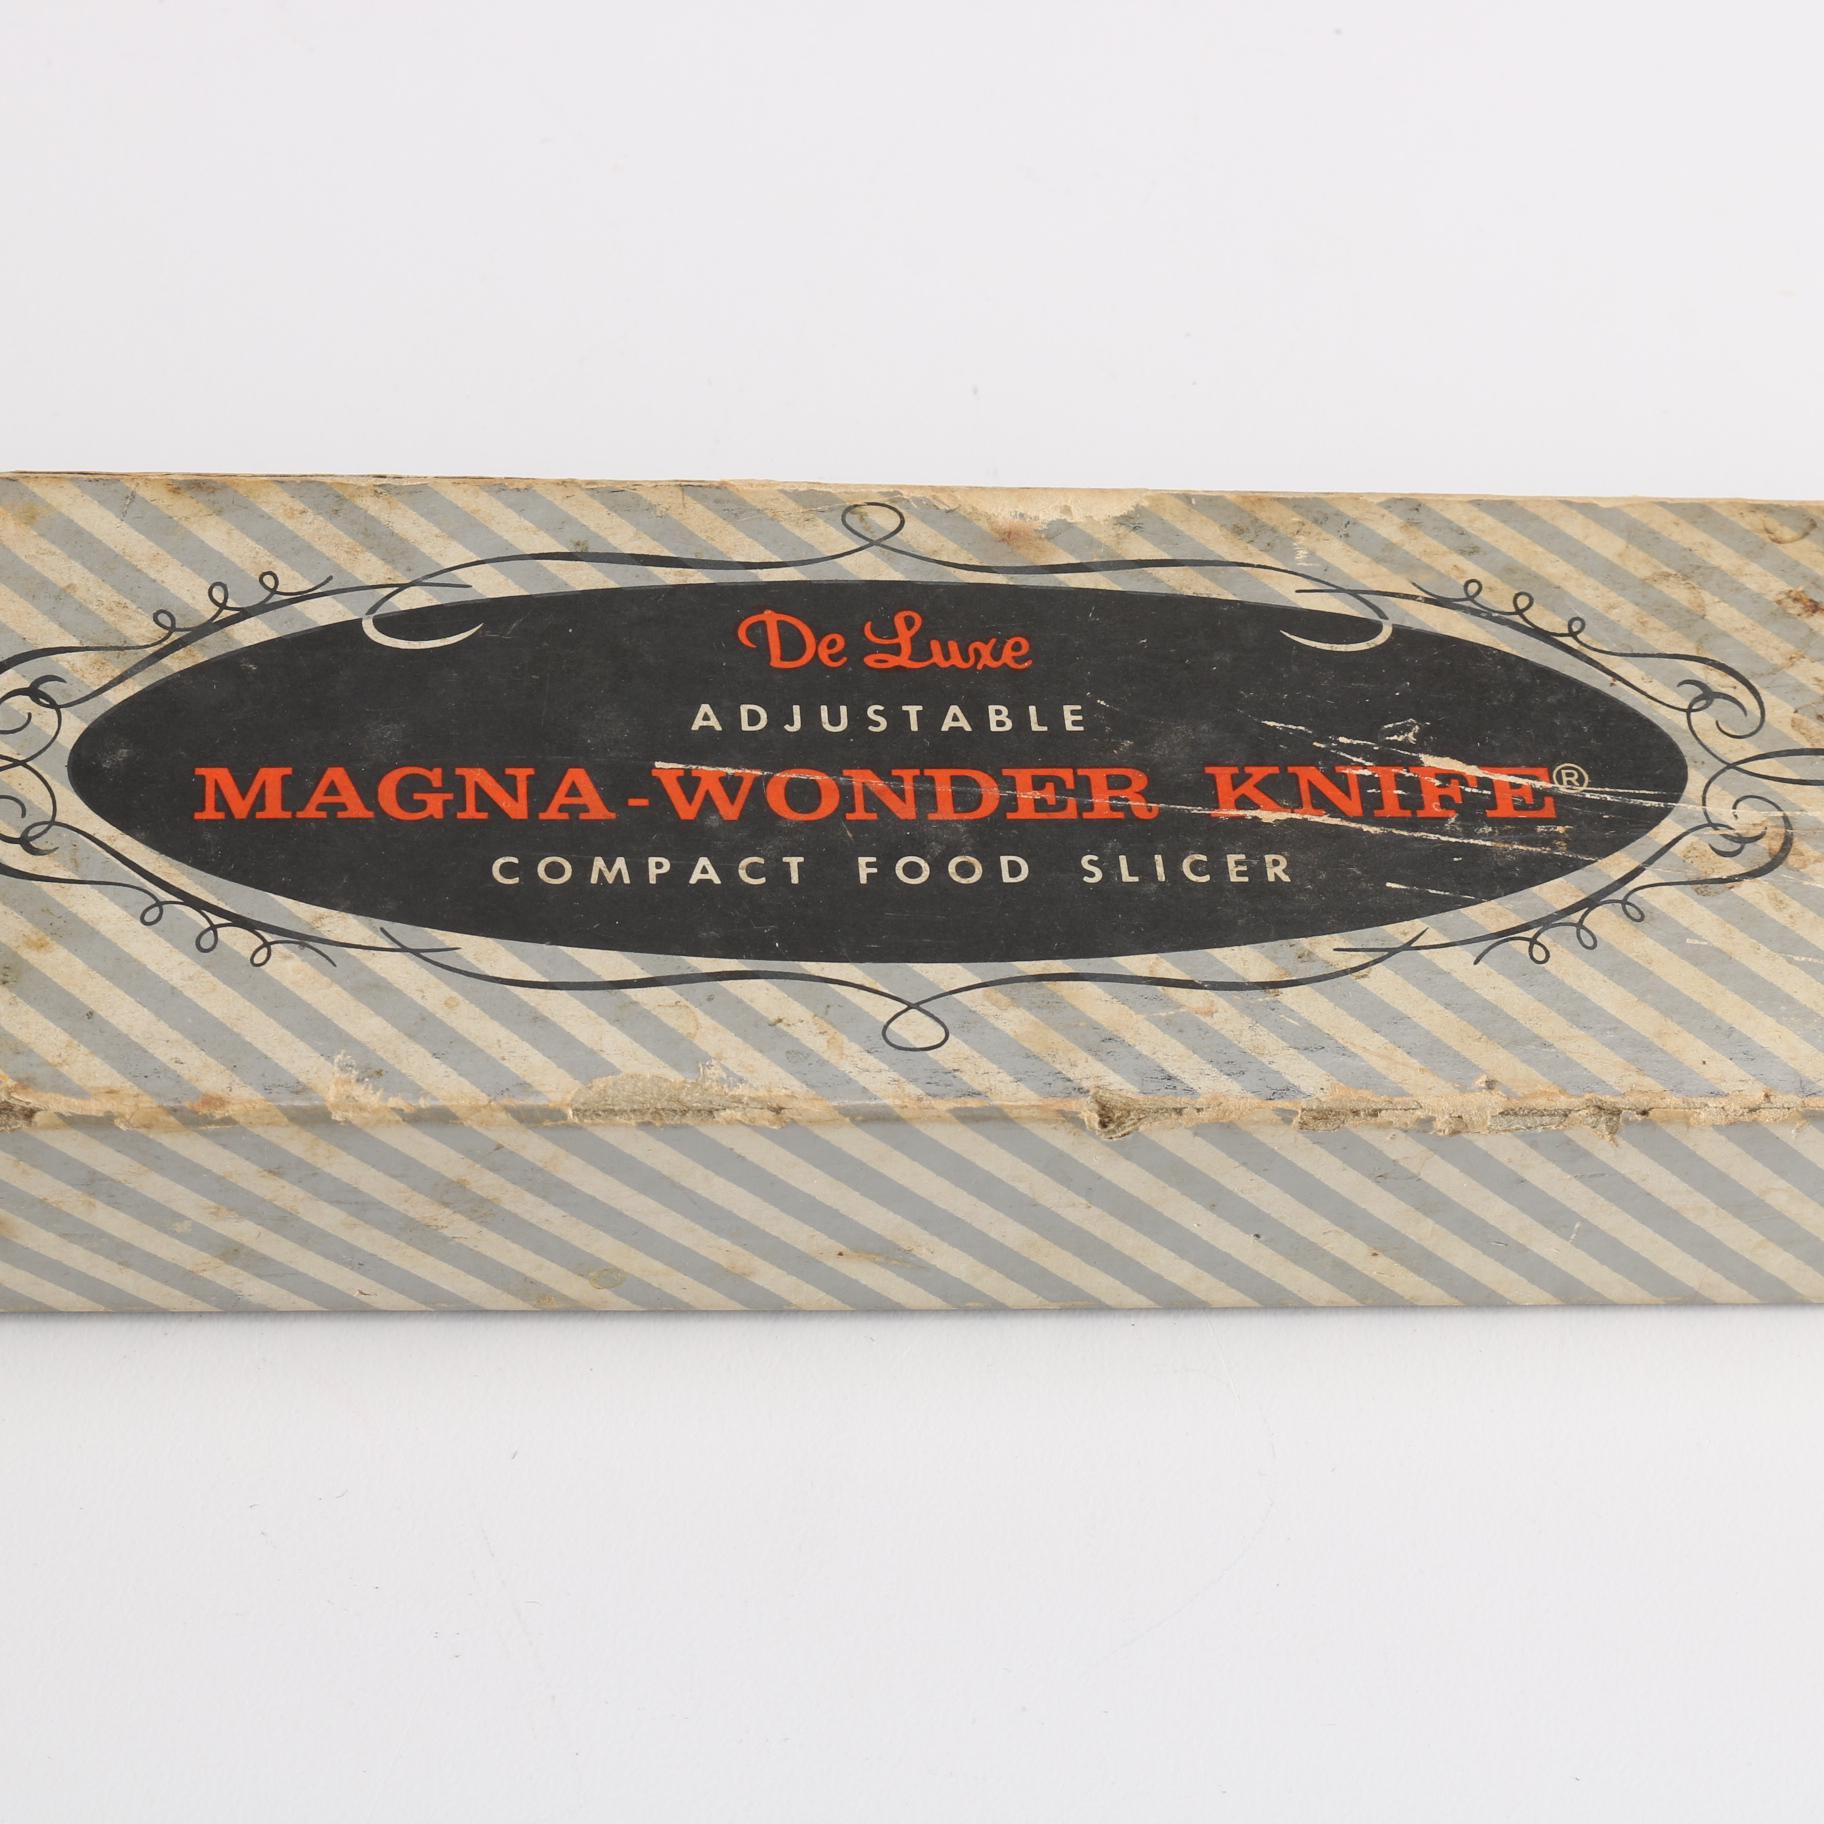 De Luxe
ADJUSTABLE
MAGNA-WONDER KNIFE®
COMPACT FOOD SLICER